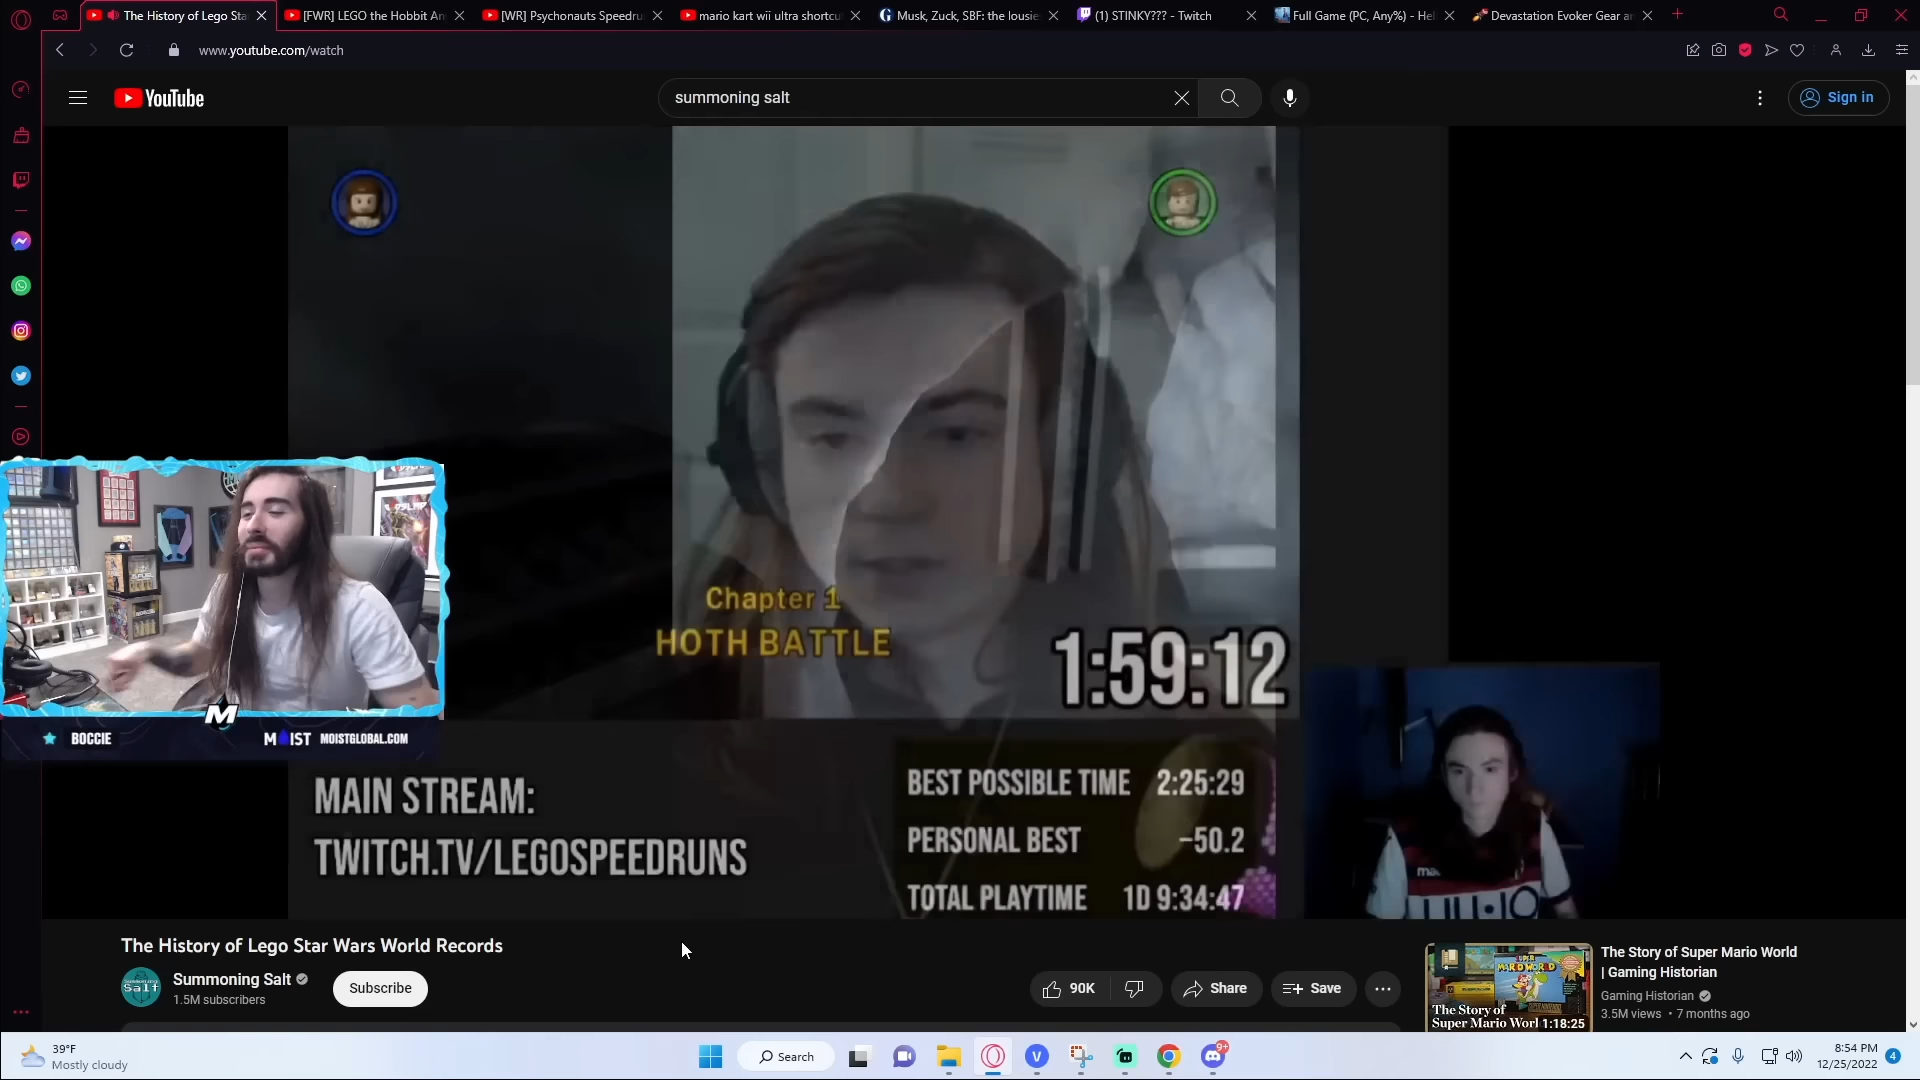 The History of Lego Sta
[FWR] LEGO the Hobbit An
[WR] Psychonauts Speedru
mario kart wii ultra shortcu
Musk, Zuck, SBF: the lousie
(1) STINKY??? - Twitch
Full Game (PC, Any%) - Hel
Devastation Evoker Gear a
www.youtube.com/watch
YouTube
summoning salt
Sign in
Chapter 1
HOTH BATTLE
1:59:12
BOCCIE
M
MOIST
MOISTGLOBAL.COM
MAIN STREAM:
TWITCH.TV/LEGOSPEEDRUNS
BEST POSSIBLE TIME 2:25:29
PERSONAL BEST -50.2
TOTAL PLAYTIME 1D 9:34:47
The History of Lego Star Wars World Records
Salt
Summoning Salt
1.5M subscribers
Subscribe
90K
Share
Save
The Story of
Super Mario Worl
1:18:25
The Story of Super Mario World
| Gaming Historian
Gaming Historian
3.5M views • 7 months ago
39°F
Mostly cloudy
Search
V
9+
8:54 PM
12/25/2022
4